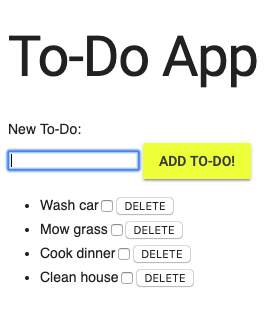 To-Do App
New To-Do:
ADD TO-DO!
Wash car DELETE
Mow grass DELETE
Cook dinner DELETE
Clean house DELETE